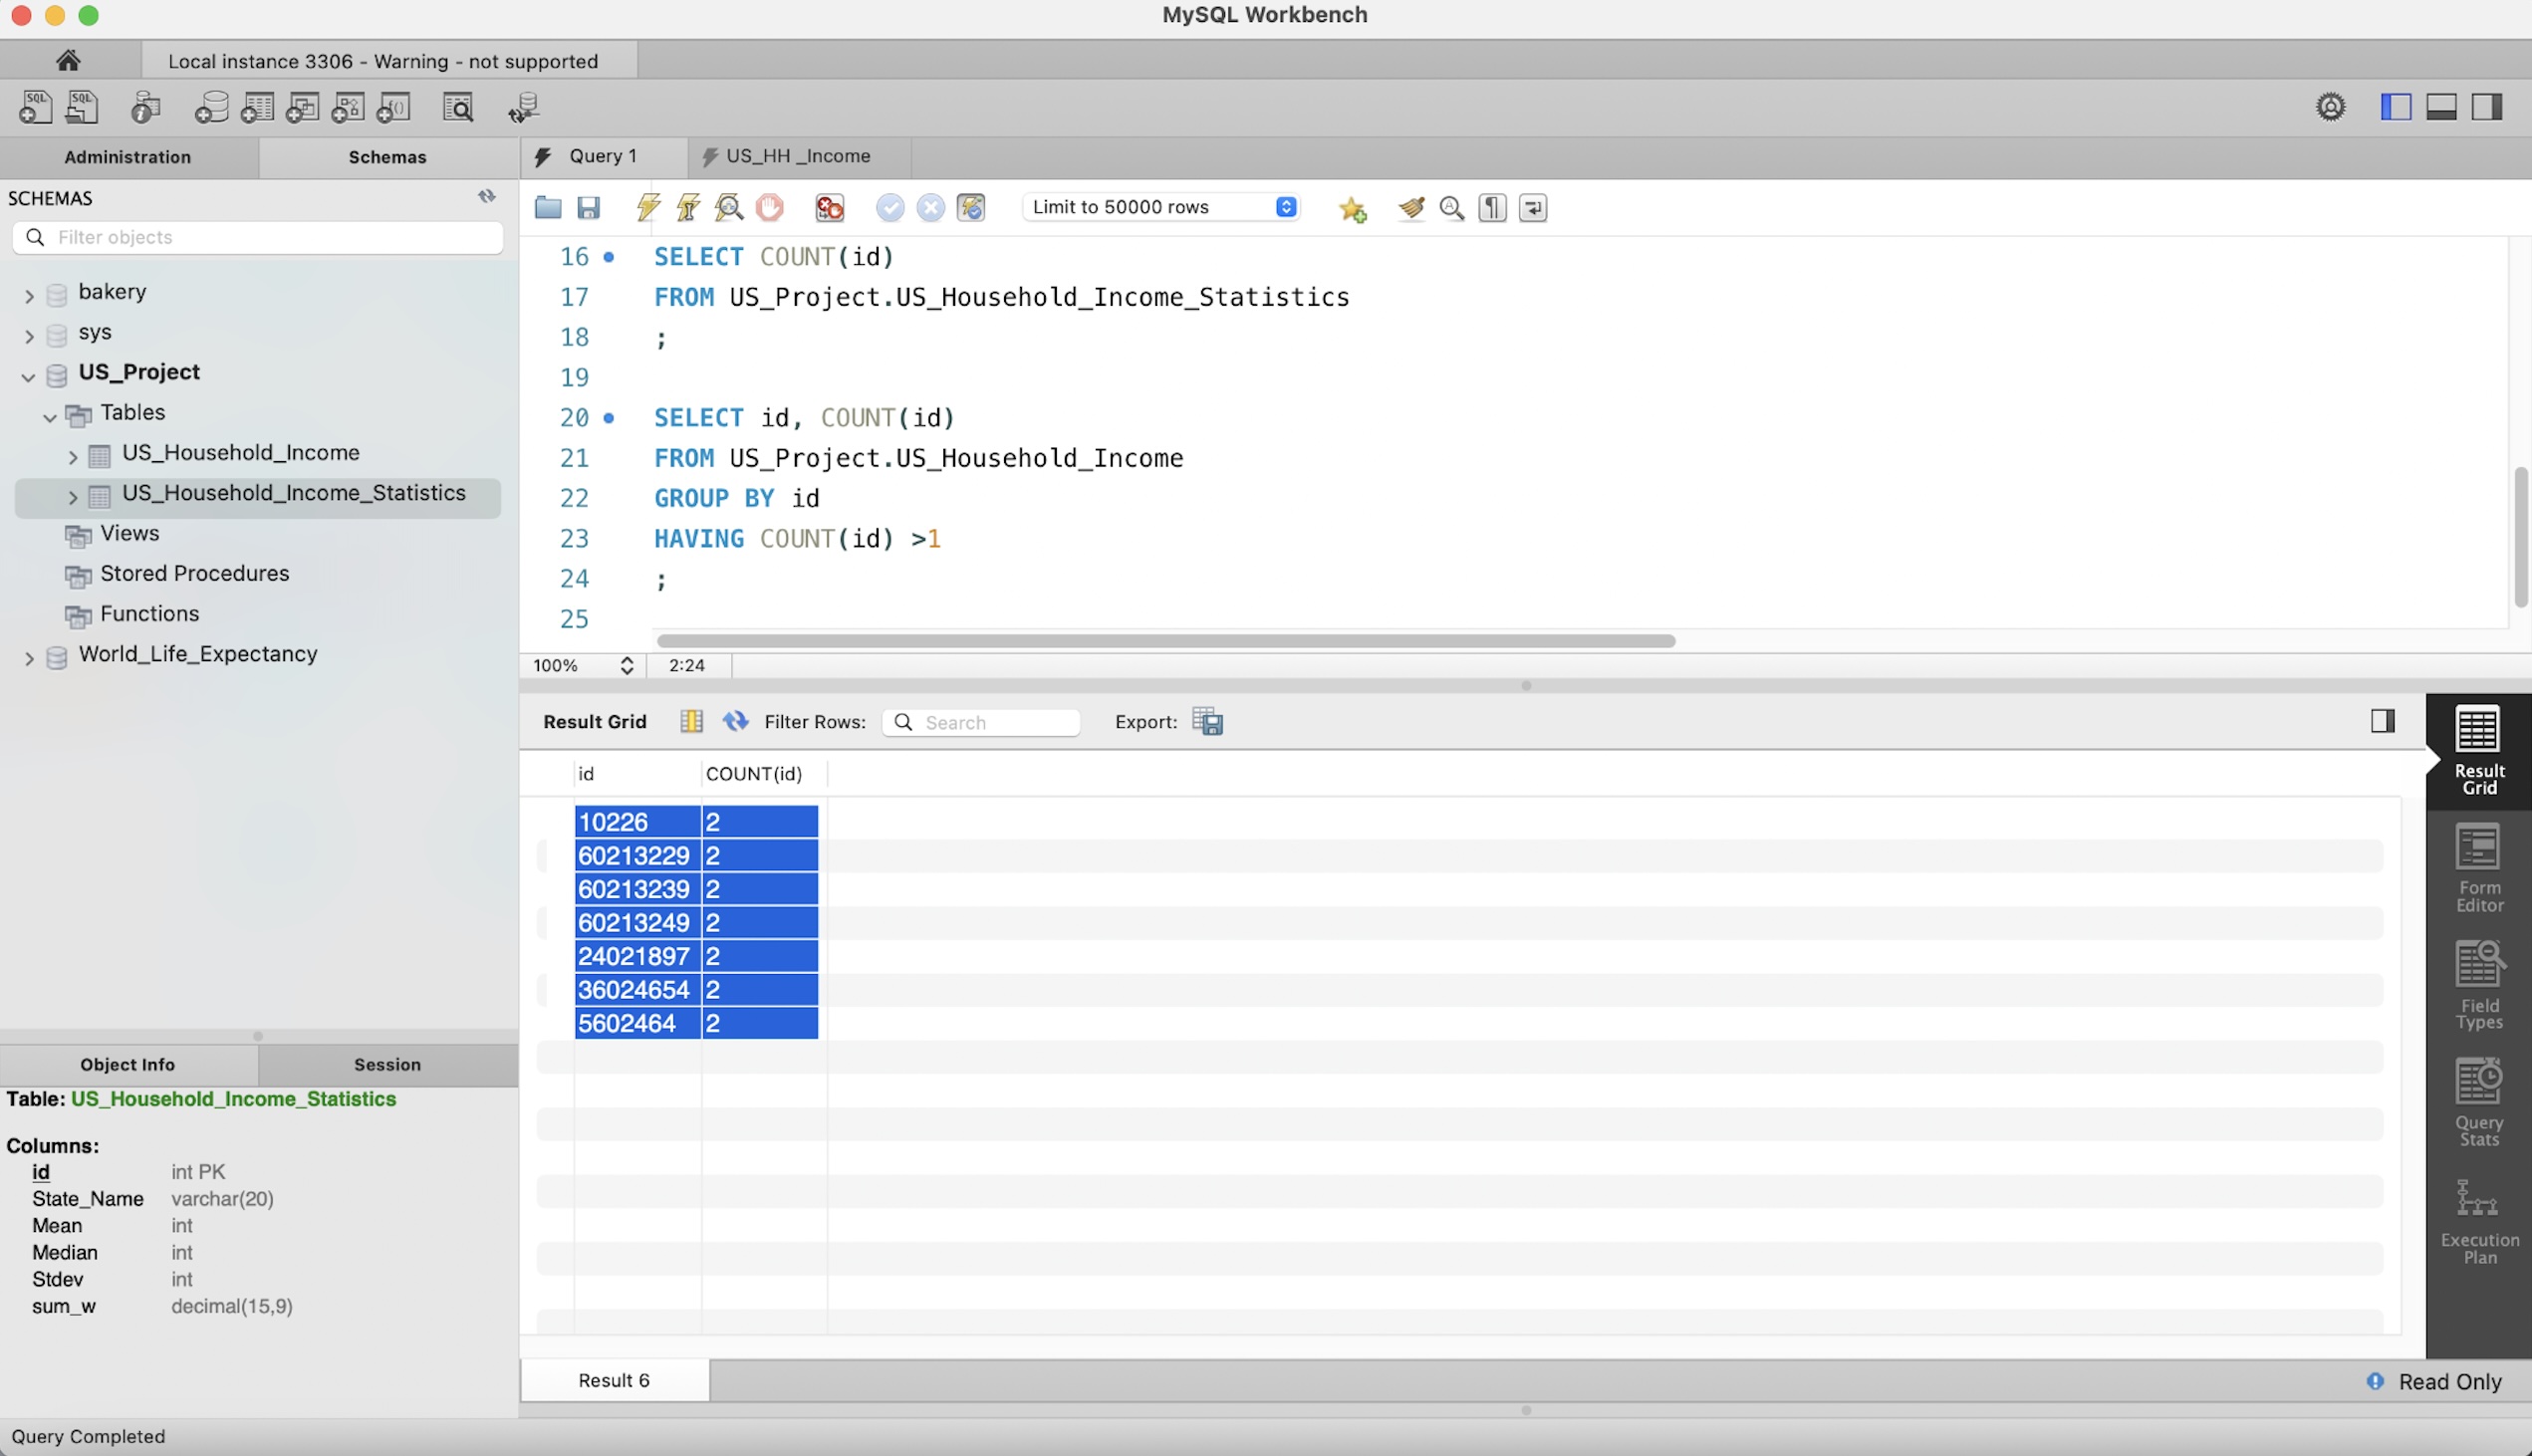 MySQL Workbench
Local instance 3306 - Warning - not supported
SQL
SQL
Administration
Schemas
Query 1
US_HH _Income
SCHEMAS
Filter objects
Limit to 50000 rows
bakery
sys
US_Project
Tables
US_Household_Income
US_Household_Income_Statistics
Views
Stored Procedures
Functions
World_Life_Expectancy
16 SELECT COUNT(id)
17 FROM US_Project.US_Household_Income_Statistics
18 ;
19
20 SELECT id, COUNT(id)
21 FROM US_Project.US_Household_Income
22 GROUP BY id
23 HAVING COUNT(id) >1
24 ;
25
100%
2:24
Result Grid
Filter Rows:
Search
Export:
id COUNT(id)
10226 2
60213229 2
60213239 2
60213249 2
24021897 2
36024654 2
5602464 2
Result
Grid
Form
Editor
Field
Types
Query
Stats
Execution
Plan
Object Info
Session
Table: US_Household_Income_Statistics
Columns:
id int PK
State_Name varchar(20)
Mean int
Median int
Stdev int
sum_w decimal(15,9)
Result 6
Read Only
Query Completed